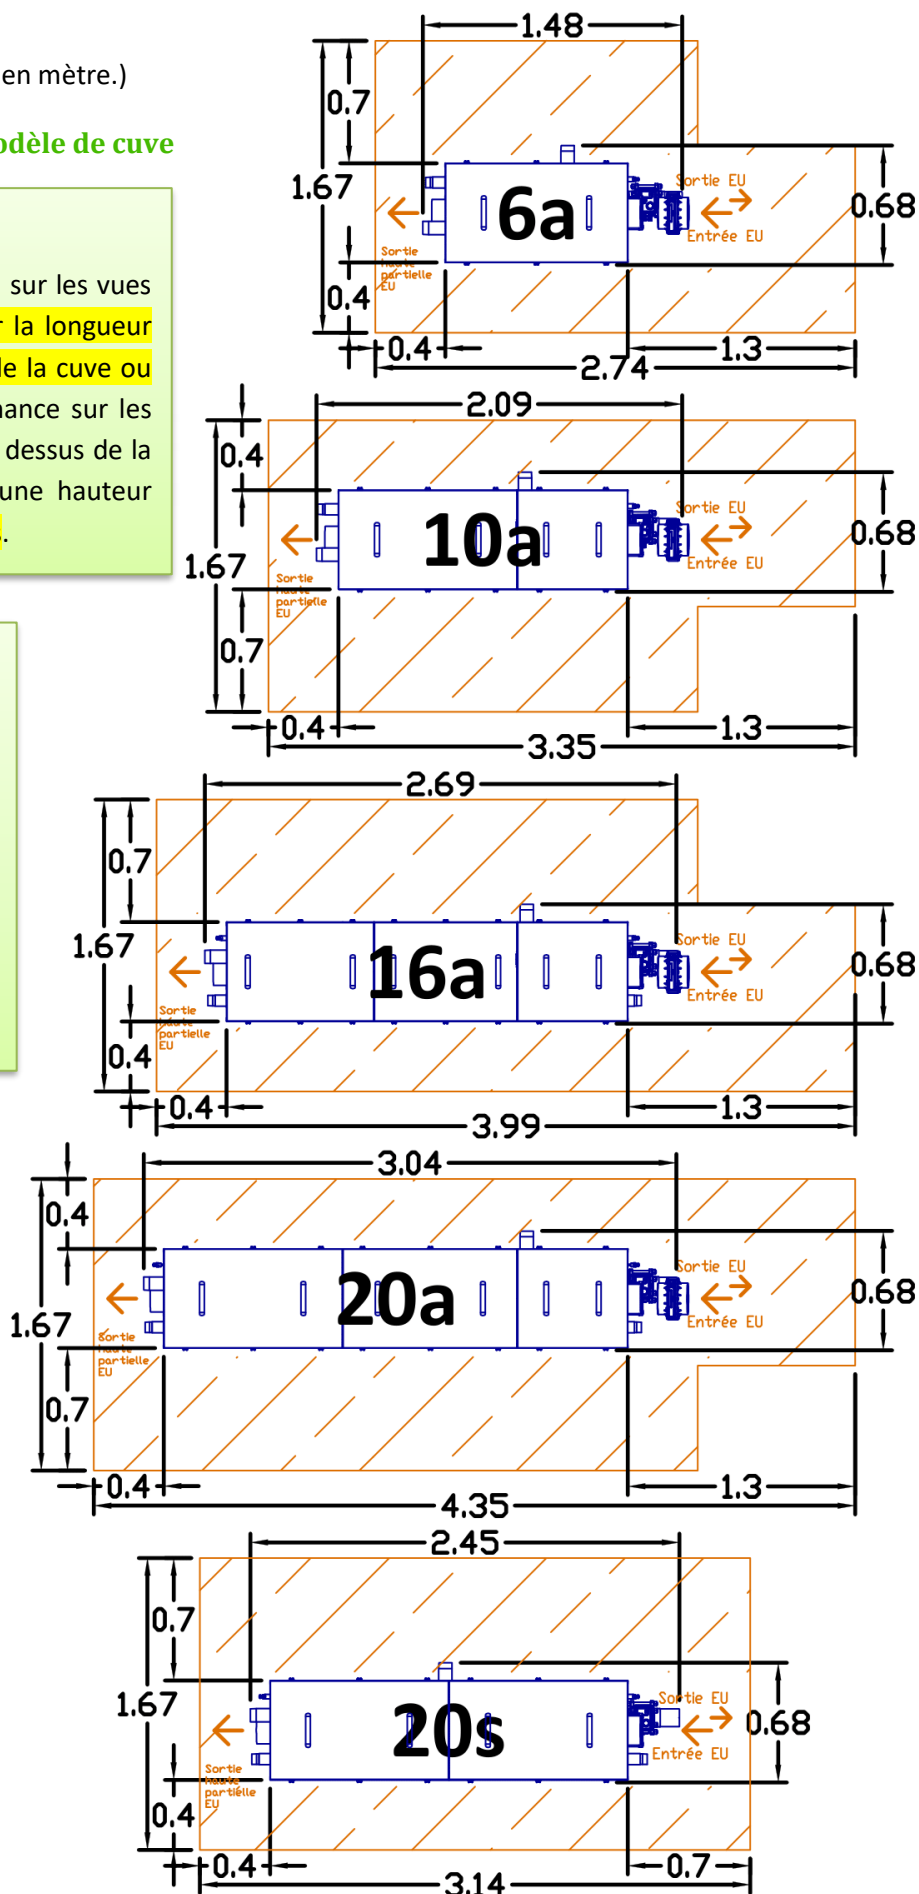 en mètre.)
odèle de cuve
sur les vues
r la longueur
de la cuve ou
nance sur les
dessus de la
une hauteur
.
1.48
0.7
1.67
6a
Sortie EU
Entrée EU
0.68
Sortie
haute
partielle
EU
0.4
0.4
1.3
2.74
2.09
0.4
10a
Sortie EU
Entrée EU
0.68
1.67
Sortie
haute
partielle
EU
0.7
0.4
1.3
3.35
2.69
0.7
1.67
16a
Sortie EU
Entrée EU
0.68
Sortie
haute
partielle
EU
0.4
0.4
1.3
3.99
3.04
0.4
20a
Sortie EU
Entrée EU
0.68
1.67
Sortie
haute
partielle
EU
0.7
0.4
1.3
4.35
2.45
0.7
1.67
20s
Sortie EU
Entrée EU
0.68
Sortie
haute
partielle
EU
0.4
0.4
0.7
3.14